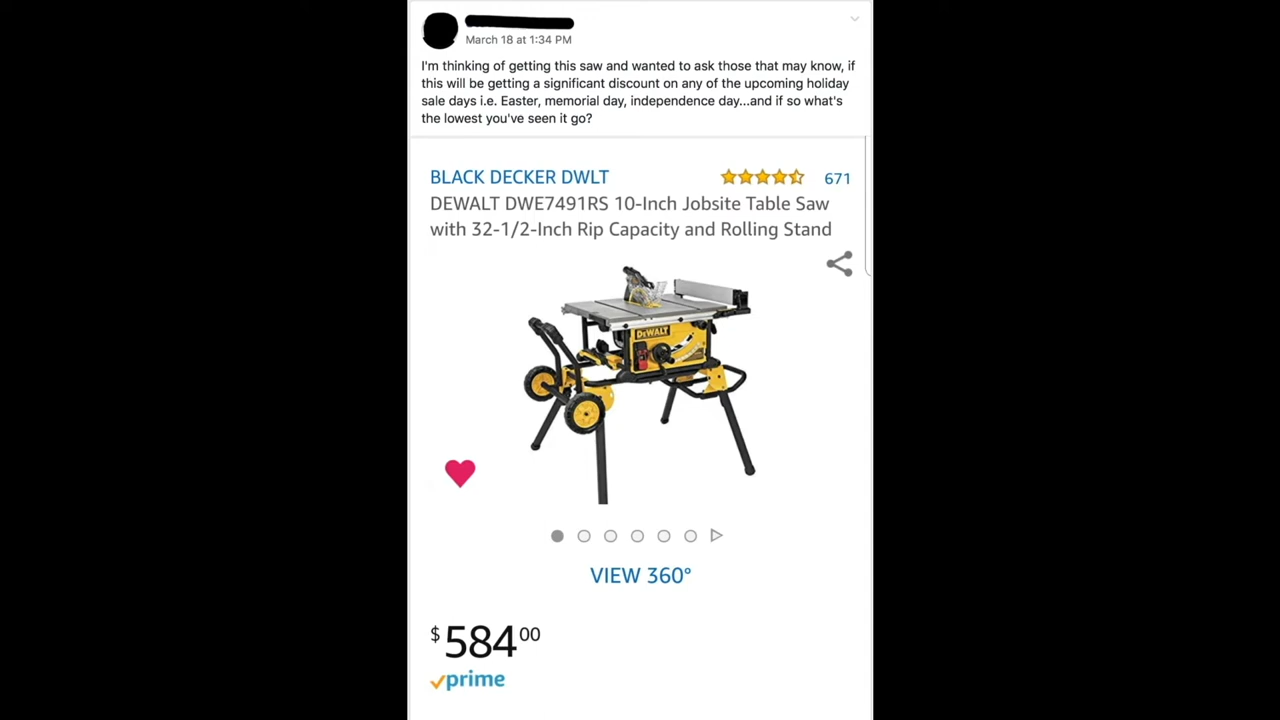 March 18 at 1:34 PM
I'm thinking of getting this saw and wanted to ask those that may know, if
this will be getting a significant discount on any of the upcoming holiday
sale days i.e. Easter, memorial day, independence day...and if so what's
the lowest you've seen it go?
BLACK DECKER DWLT 671
DEWALT DWE7491RS 10-Inch Jobsite Table Saw
with 32-1/2-Inch Rip Capacity and Rolling Stand
DEWALT
VIEW 360°
$584 00
prime